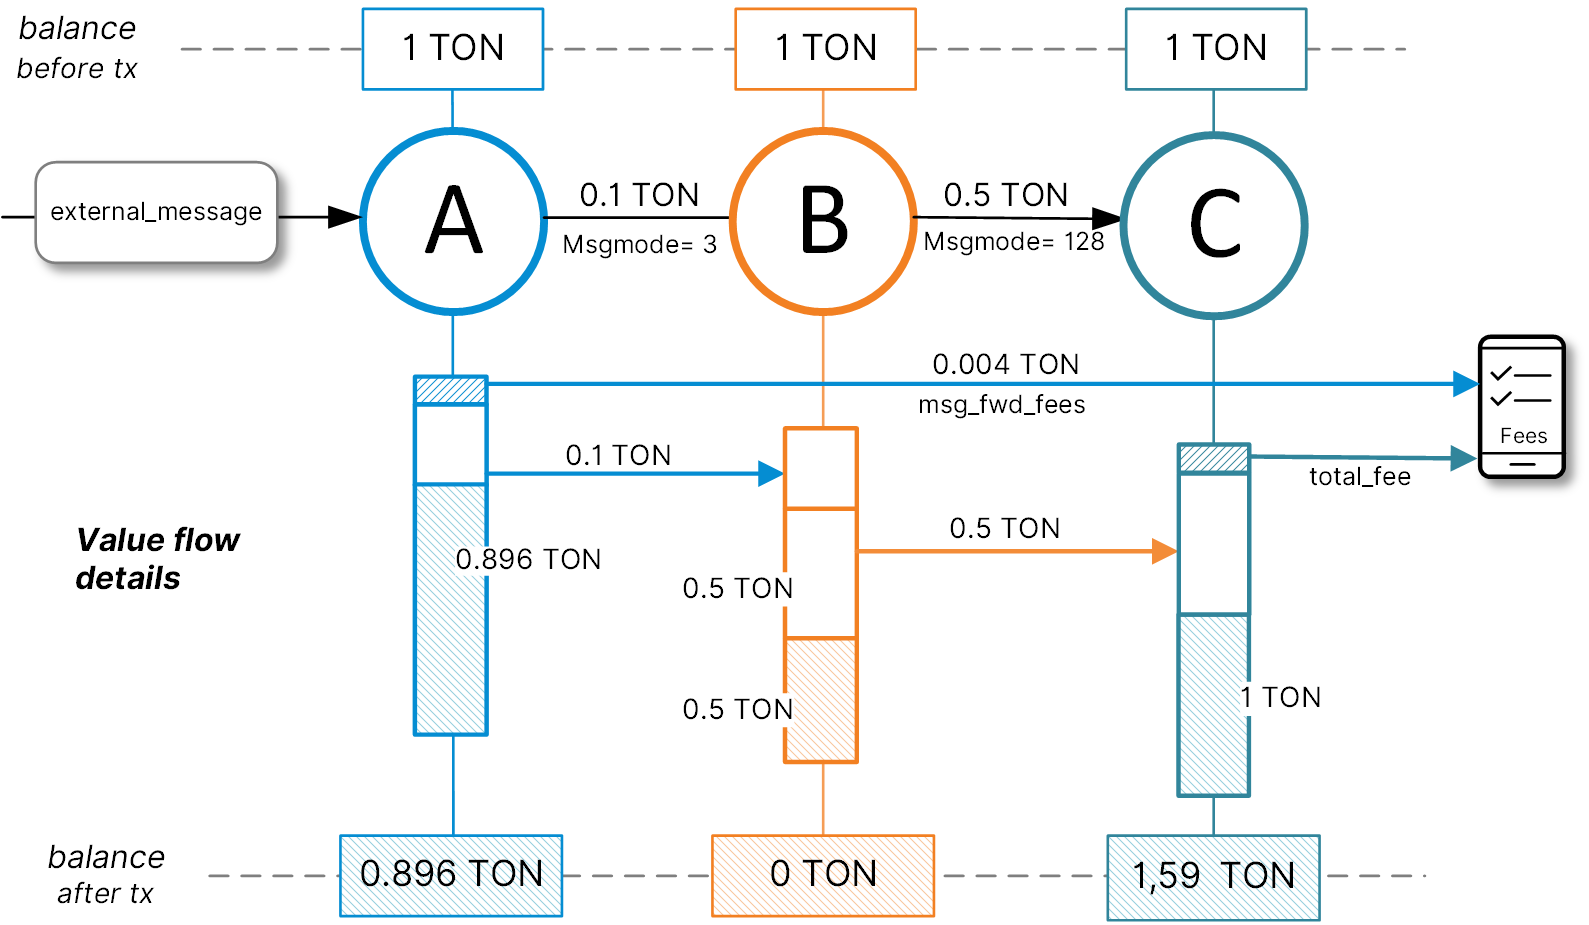 balance
before tx
1 TON
1 TON
1 TON
external_message
A
0.1 TON
Msgmode= 3
B
0.5 TON
Msgmode= 128
C
0.004 TON
msg_fwd_fees
Fees
0.1 TON
total_fee
Value flow
details
0.896 TON
0.5 TON
0.5 TON
0.5 TON
1 TON
balance
after tx
0.896 TON
0 TON
1,59 TON